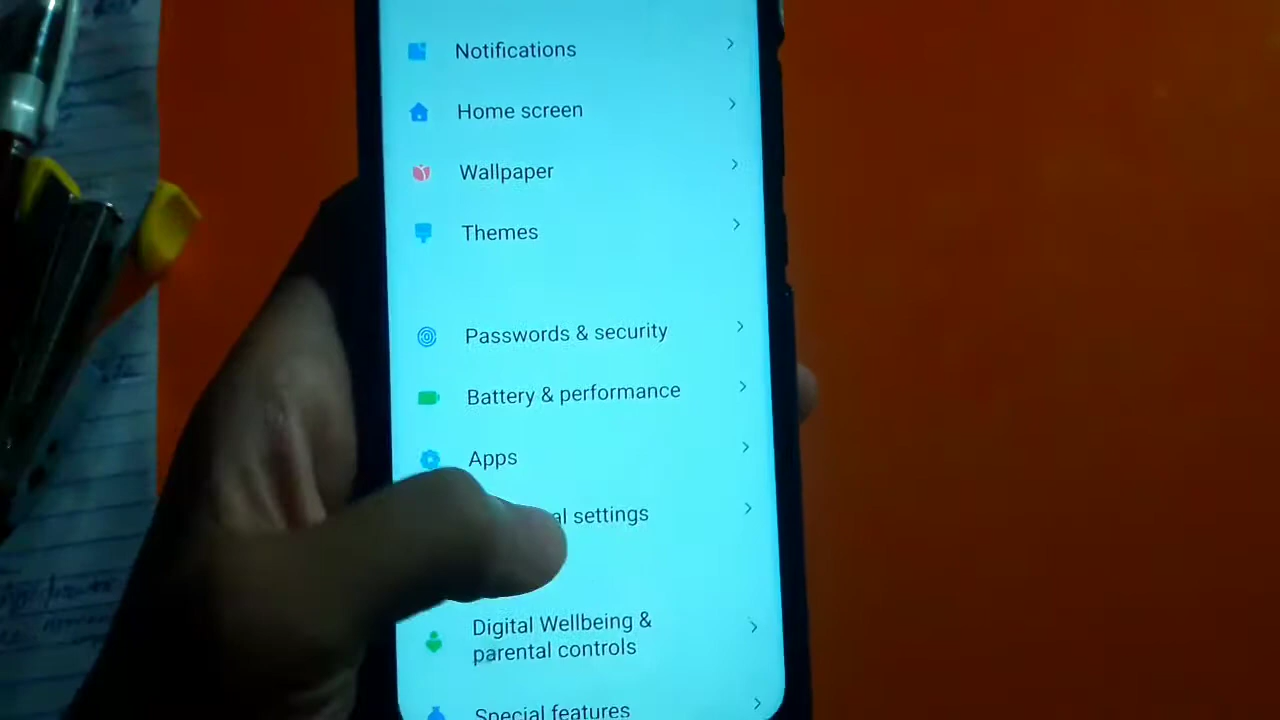 Notifications
Home screen
Wallpaper
Themes
Passwords & security
Battery & performance
Apps
settings
Digital Wellbeing &
parental controls
Special features